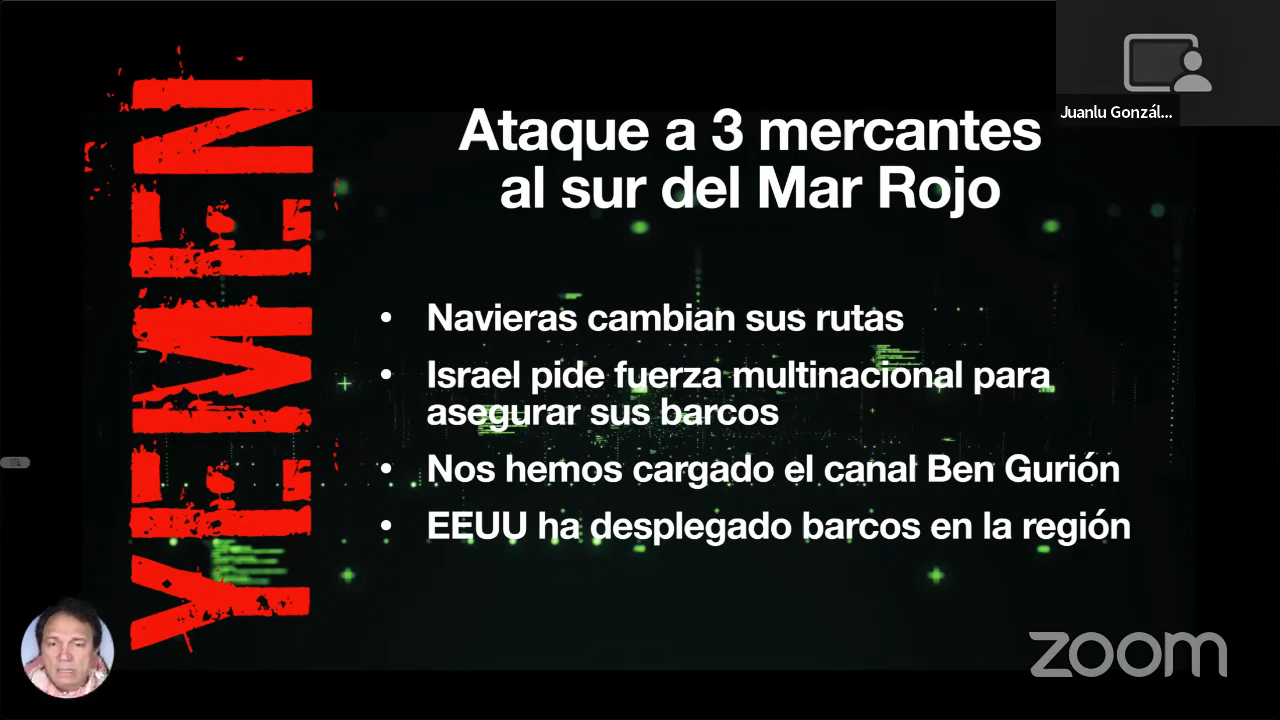 YEMEN
Ataque a 3 mercantes
al sur del Mar Rojo
Juanlu Gonzál...
• Navieras cambian sus rutas
• Israel pide fuerza multinacional para
asegurar sus barcos
• Nos hemos cargado el canal Ben Gurión
• EEUU ha desplegado barcos en la región
zoom